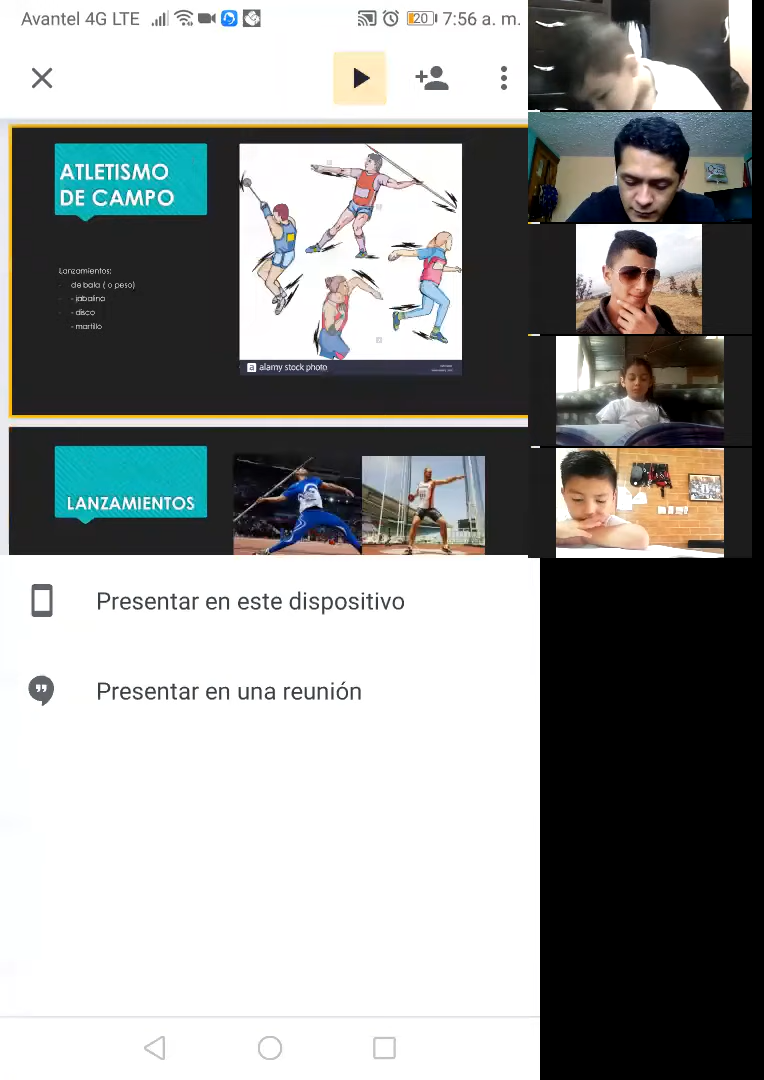 Avantel 4G LTE
20
7:56 a. m.
ATLETISMO
DE CAMPO
Lanzamientos:
- de bala ( o peso)
- - jabalina
- - disco
- martillo
a alamy stock photo
LANZAMIENTOS
Presentar en este dispositivo
Presentar en una reunión